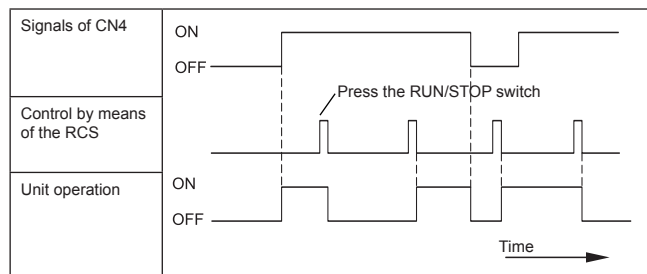 Signals of CN4
ON
OFF
Press the RUN/STOP switch
Control by means
of the RCS
Unit operation
ON
OFF
Time